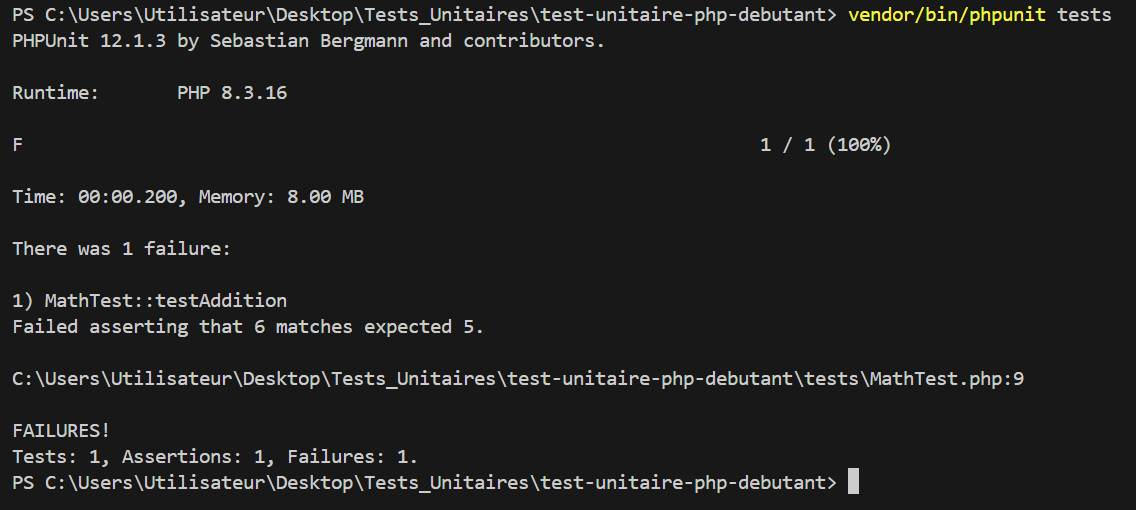 PS C:\Users\Utilisateur\Desktop\Tests_Unitaires\test-unitaire-php-debutant> vendor/bin/phpunit tests
PHPUnit 12.1.3 by Sebastian Bergmann and contributors.
Runtime:       PHP 8.3.16
F                                                                   1 / 1 (100%)
Time: 00:00.200, Memory: 8.00 MB
There was 1 failure:
1) MathTest::testAddition
Failed asserting that 6 matches expected 5.
C:\Users\Utilisateur\Desktop\Tests_Unitaires\test-unitaire-php-debutant\tests\MathTest.php:9
FAILURES!
Tests: 1, Assertions: 1, Failures: 1.
PS C:\Users\Utilisateur\Desktop\Tests_Unitaires\test-unitaire-php-debutant>